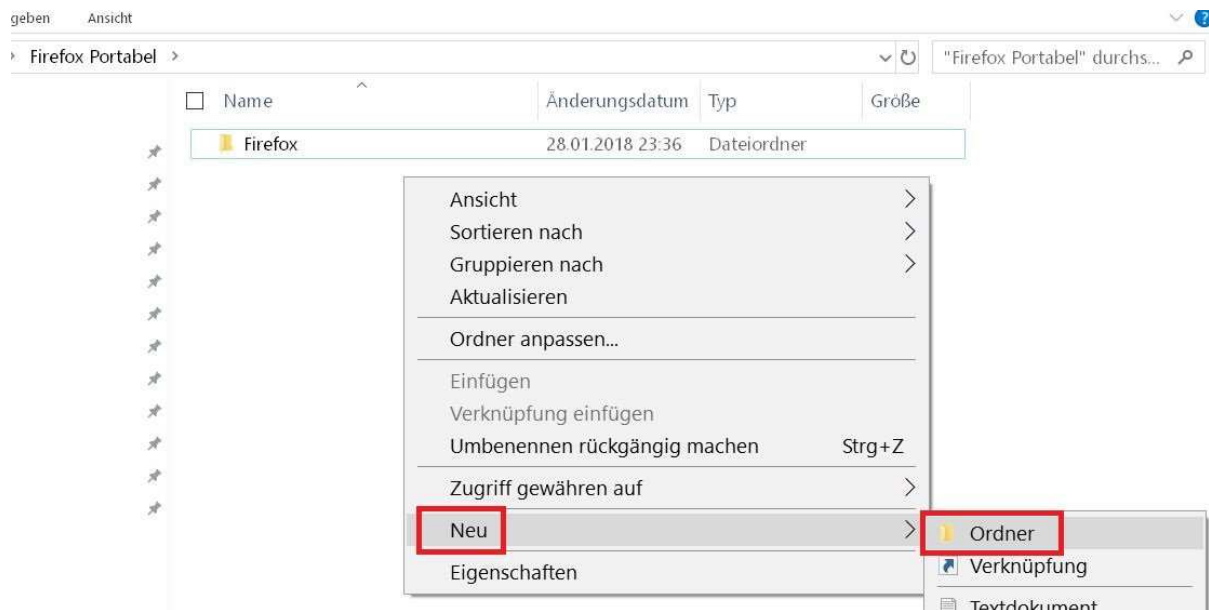 geben Ansicht
Firefox Portabel
"Firefox Portabel" durchs...
Name Änderungsdatum Typ Größe
Firefox 28.01.2018 23:36 Dateiordner
Ansicht
Sortieren nach
Gruppieren nach
Aktualisieren
Ordner anpassen...
Einfügen
Verknüpfung einfügen
Umbenennen rückgängig machen Strg+Z
Zugriff gewähren auf
Neu
Ordner
Verknüpfung
Eigenschaften
Textdokument